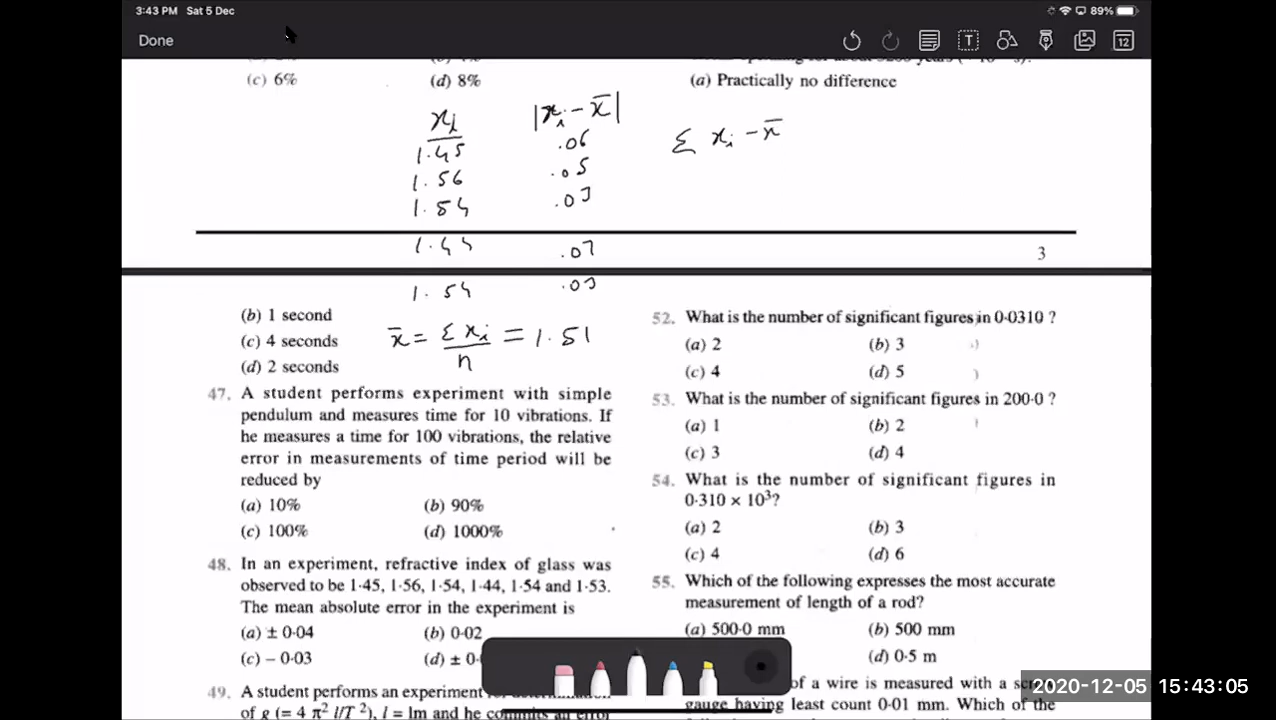 3:43 PM Sat 5 Dec
89%
Done
12
(c) 6%
(d) 8%
(a) Practically no difference
xi
|xi − x̄|
Σ xi − x̄
1.45
.06
1.56
.05
1.54
.03
1.44
.07
3
1.54
.03
x̄ = Σ xi / n = 1.51
(b) 1 second
(c) 4 seconds
(d) 2 seconds
47. A student performs experiment with simple
pendulum and measures time for 10 vibrations. If
he measures a time for 100 vibrations, the relative
error in measurements of time period will be
reduced by
(a) 10%
(b) 90%
(c) 100%
(d) 1000%
48. In an experiment, refractive index of glass was
observed to be 1·45, 1·56, 1·54, 1·44, 1·54 and 1·53.
The mean absolute error in the experiment is
(a) ± 0·04
(b) 0·02
(c) − 0·03
(d) ± 0·
49. A student performs an experiment
of g (= 4 π² l/T²), l = lm and he commits an error
52. What is the number of significant figures in 0·0310 ?
(a) 2
(b) 3
(c) 4
(d) 5
53. What is the number of significant figures in 200·0 ?
(a) 1
(b) 2
(c) 3
(d) 4
54. What is the number of significant figures in
0·310 × 10³?
(a) 2
(b) 3
(c) 4
(d) 6
55. Which of the following expresses the most accurate
measurement of length of a rod?
(a) 500·0 mm
(b) 500 mm
(d) 0·5 m
of a wire is measured with a
gauge having least count 0·01 mm. Which of the
2020-12-05 15:43:05